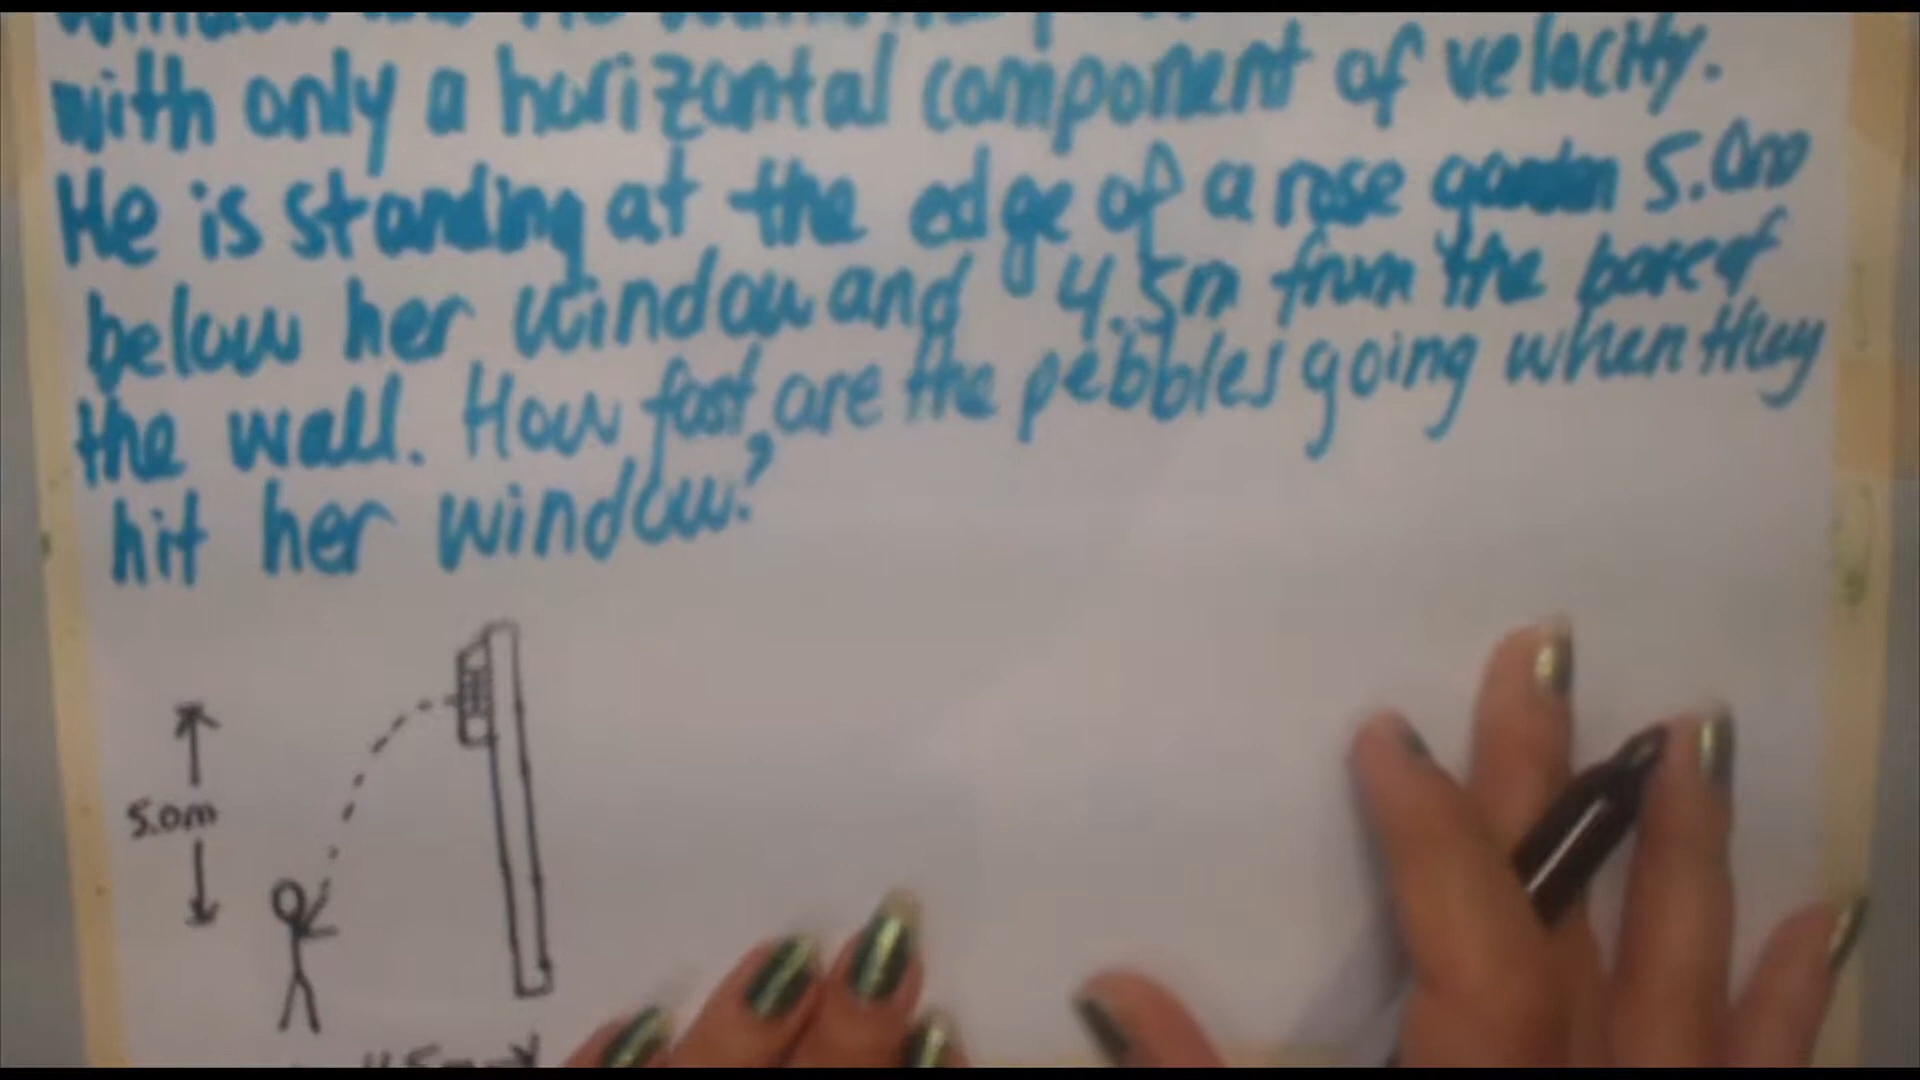 with only a horizontal component of velocity.
He is standing at the edge of a rose garden 5.0m
below her window and 4.5m from the base of
the wall. How fast, are the pebbles going when they
hit her window?
5.0m
4.5m